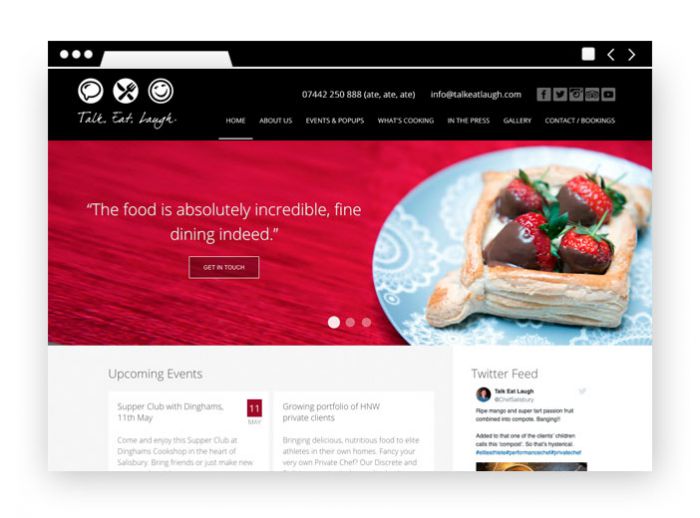 07442 250 888 (ate, ate, ate) info@talkeatlaugh.com
Talk. Eat. Laugh.
HOME ABOUT US EVENTS & POPUPS WHAT'S COOKING IN THE PRESS GALLERY CONTACT / BOOKINGS
“The food is absolutely incredible, fine
dining indeed.”
GET IN TOUCH
Upcoming Events
Supper Club with Dinghams,
11th May
11
MAY
Come and enjoy this Supper Club at
Dinghams Cookshop in the heart of
Salisbury. Bring friends or just make new
Growing portfolio of HNW
private clients
Bringing delicious, nutritious food to elite
athletes in their own homes. Fancy your
very own Private Chef? Our Discrete and
Twitter Feed
Talk Eat Laugh
@ChefSalisbury
Ripe mango and super tart passion fruit
combined into compote. Banging!!
Added to that one of the clients' children
calls this 'compost'. So that's hysterical.
#eliteathlete#performancechef#privatechef